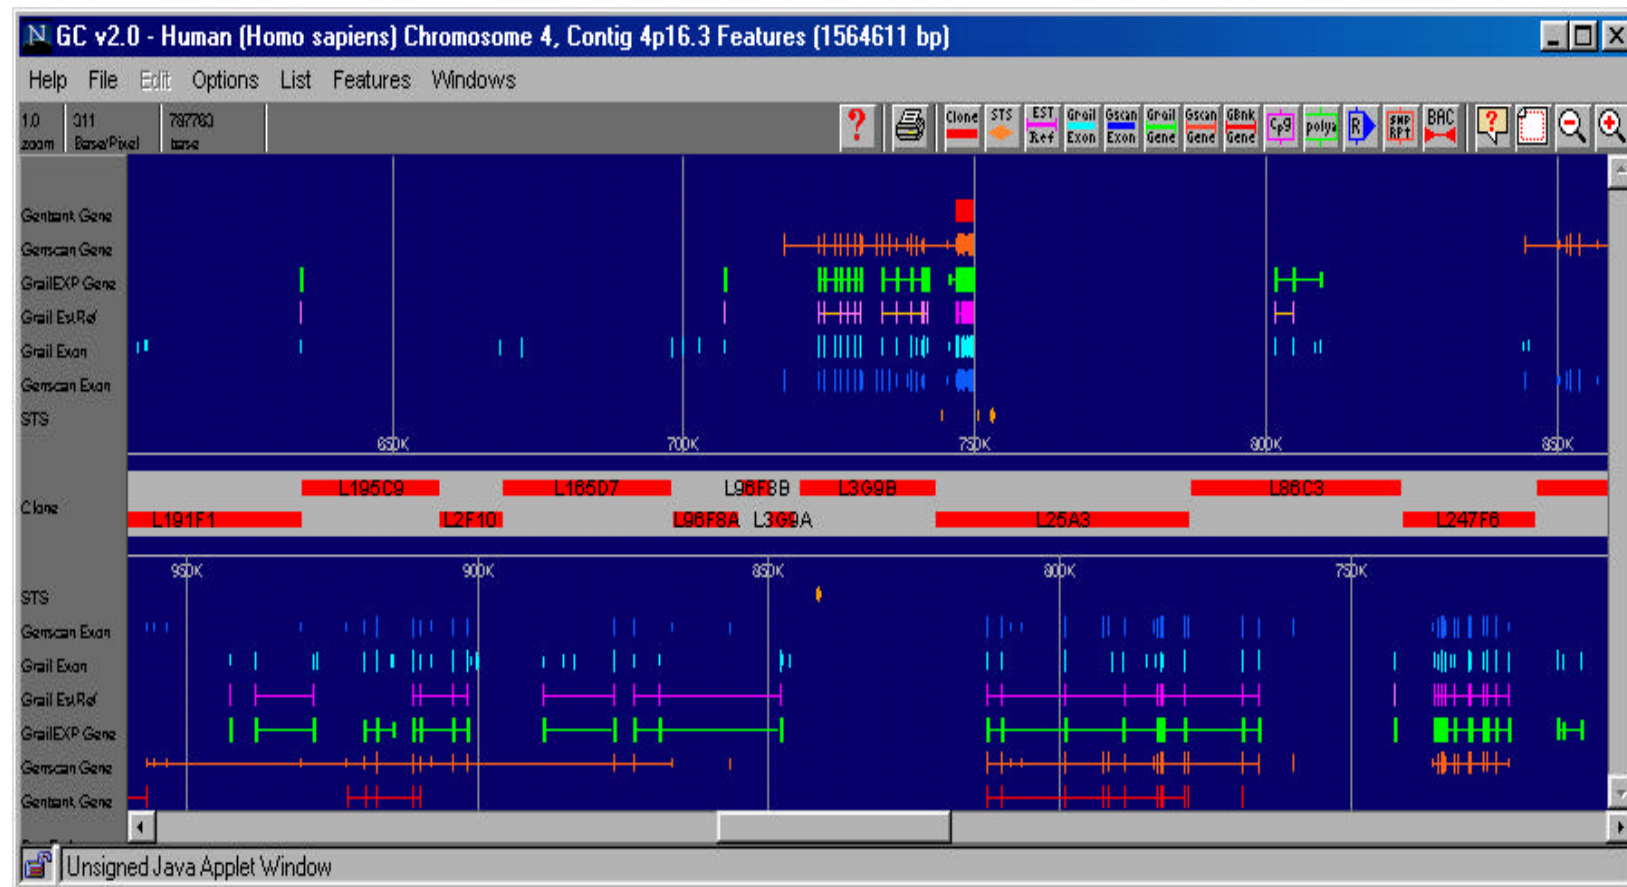 GC v2.0 - Human (Homo sapiens) Chromosome 4, Contig 4p16.3 Features (1564611 bp)
Help File Edit Options List Features Windows
1.0 311 787763
zoom Base/Pixel base
Clone STS EST Ref Grail Exon Gscan Exon Grail Gene Gscan Gene GBnk Gene CpG polya R SNP RPT BAC
Genbank Gene
Genscan Gene
GrailEXP Gene
Grail Est.Ref
Grail Exon
Genscan Exon
STS
650K 700K 750K 800K 850K
L195C9 L165D7 L96F8B L3G9B L86C3
Clone
L191F1 L2F10 L96F8A L3G9A L25A3 L247F6
950K 900K 850K 800K 750K
STS
Genscan Exon
Grail Exon
Grail Est.Ref
GrailEXP Gene
Genscan Gene
Genbank Gene
Unsigned Java Applet Window